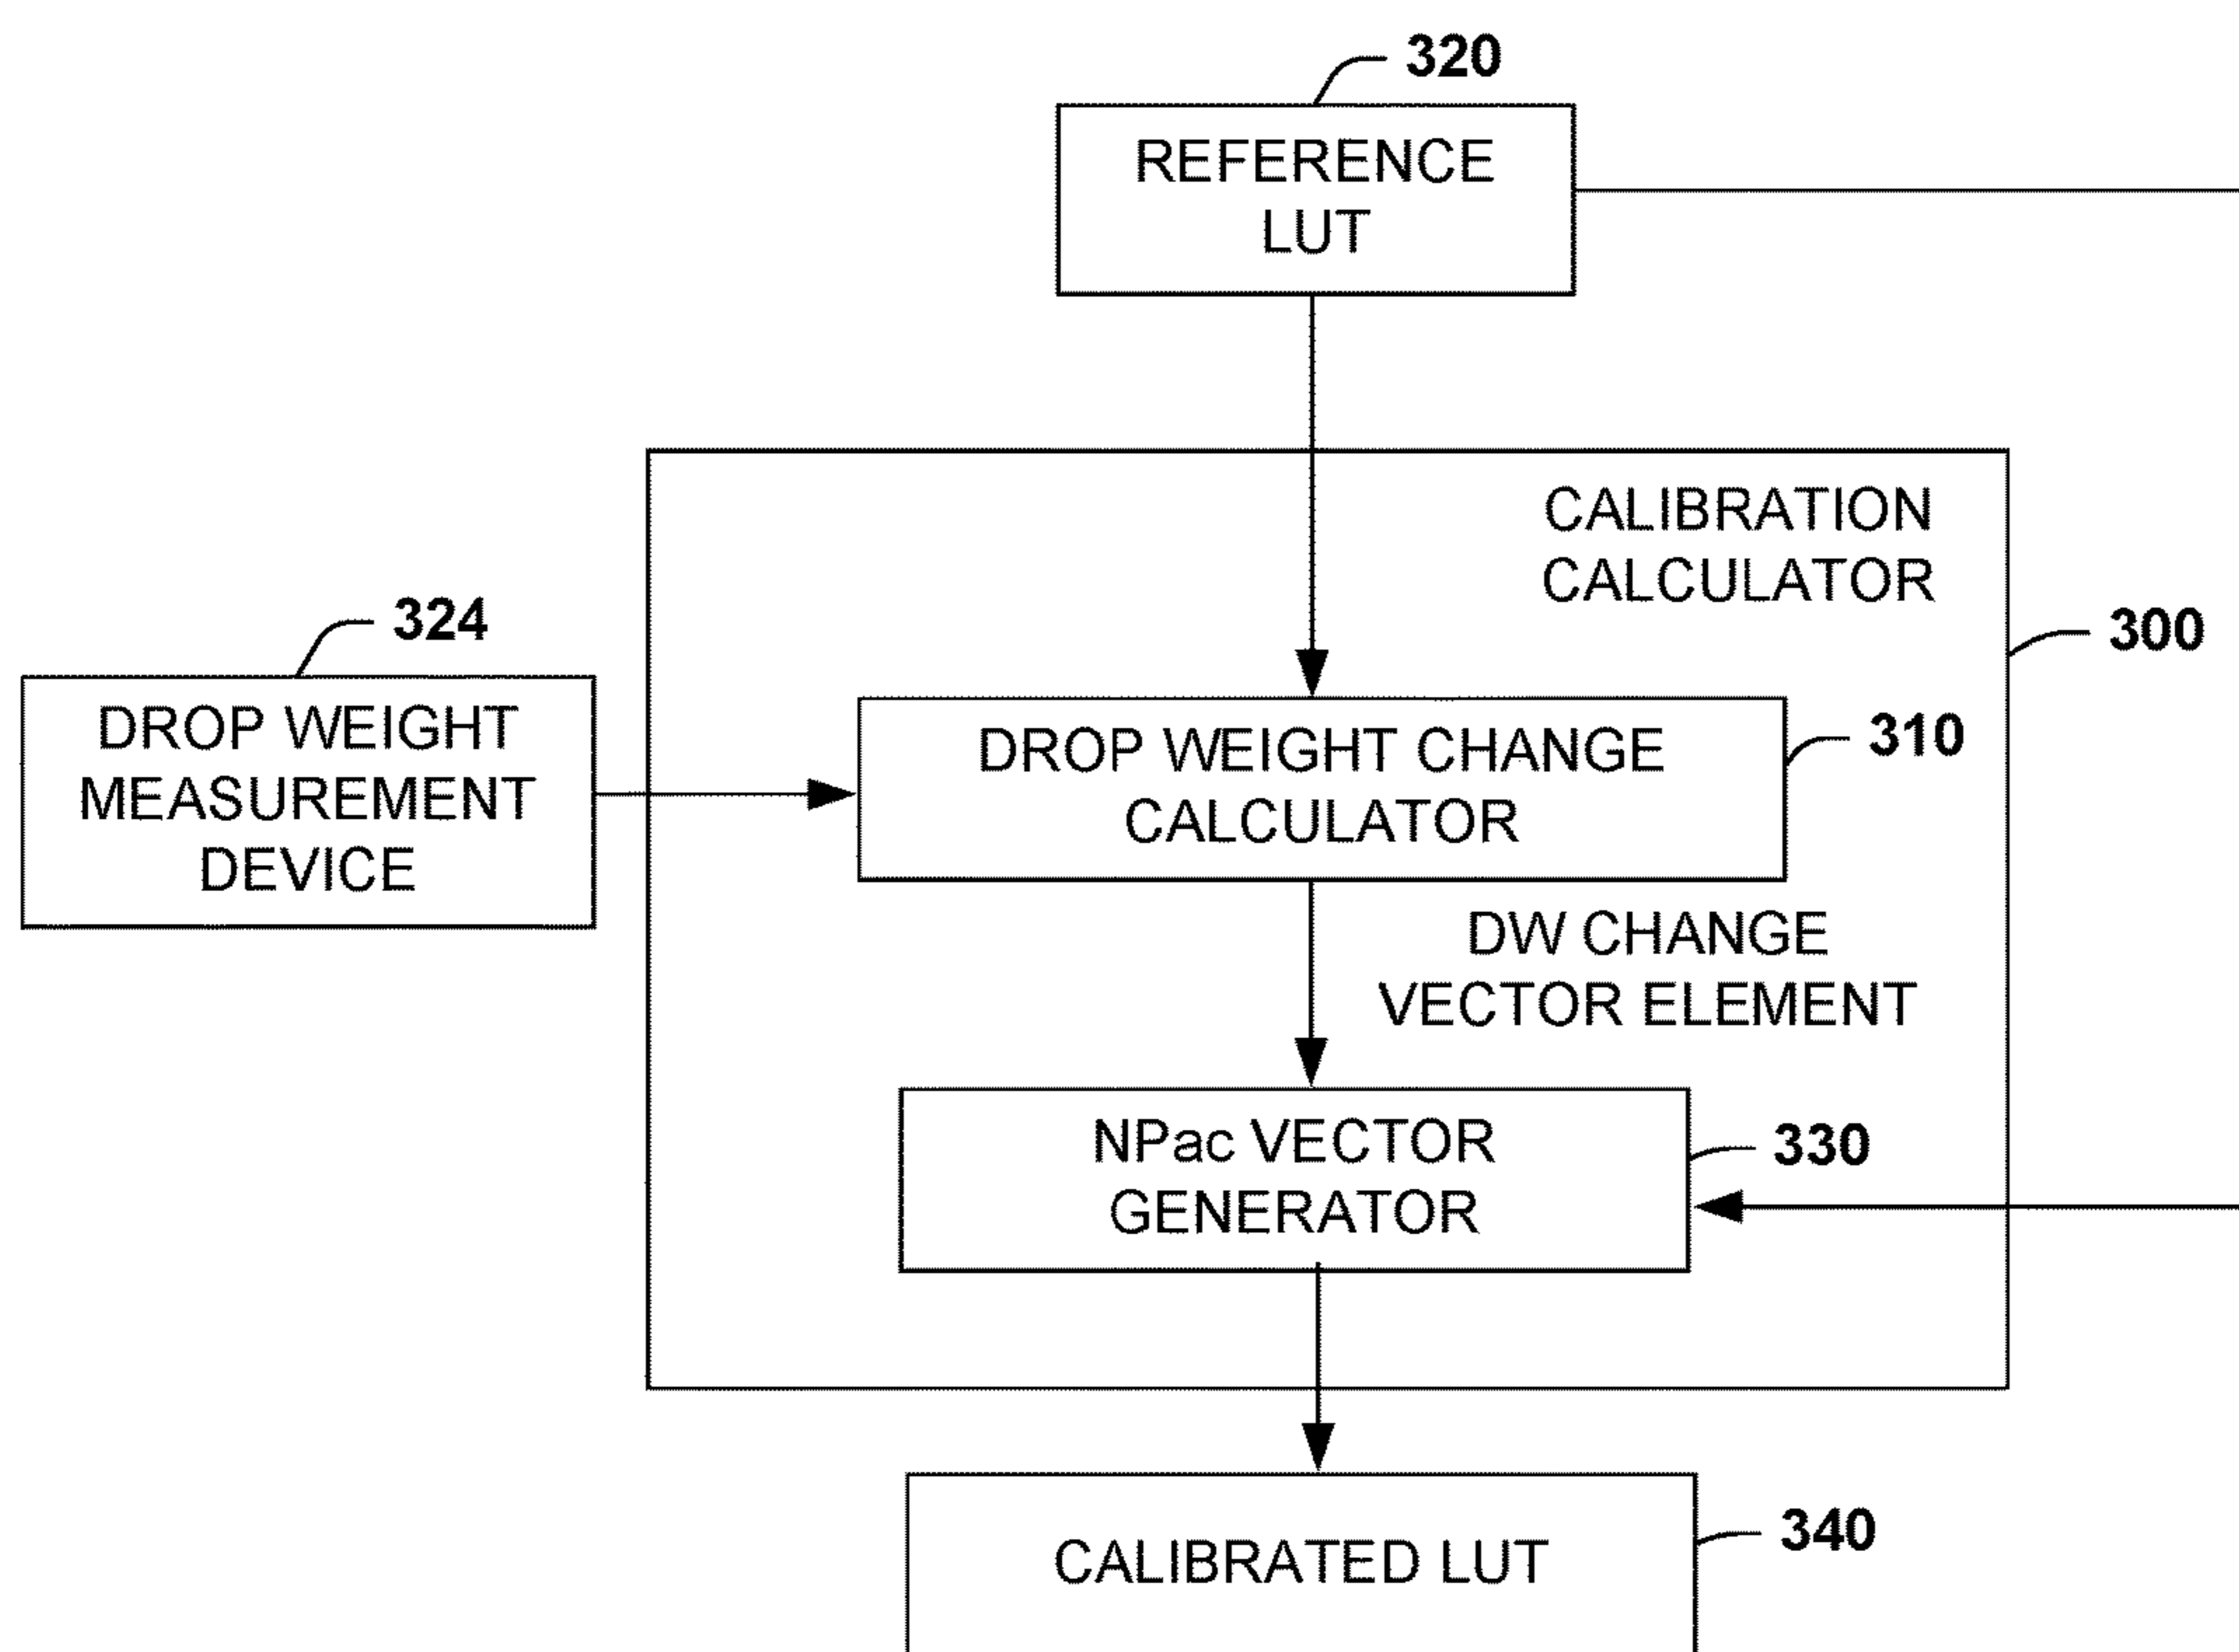 320
REFERENCE
LUT
CALIBRATION
CALCULATOR
300
324
DROP WEIGHT
MEASUREMENT
DEVICE
DROP WEIGHT CHANGE
CALCULATOR
310
DW CHANGE
VECTOR ELEMENT
NPac VECTOR
GENERATOR
330
CALIBRATED LUT
340